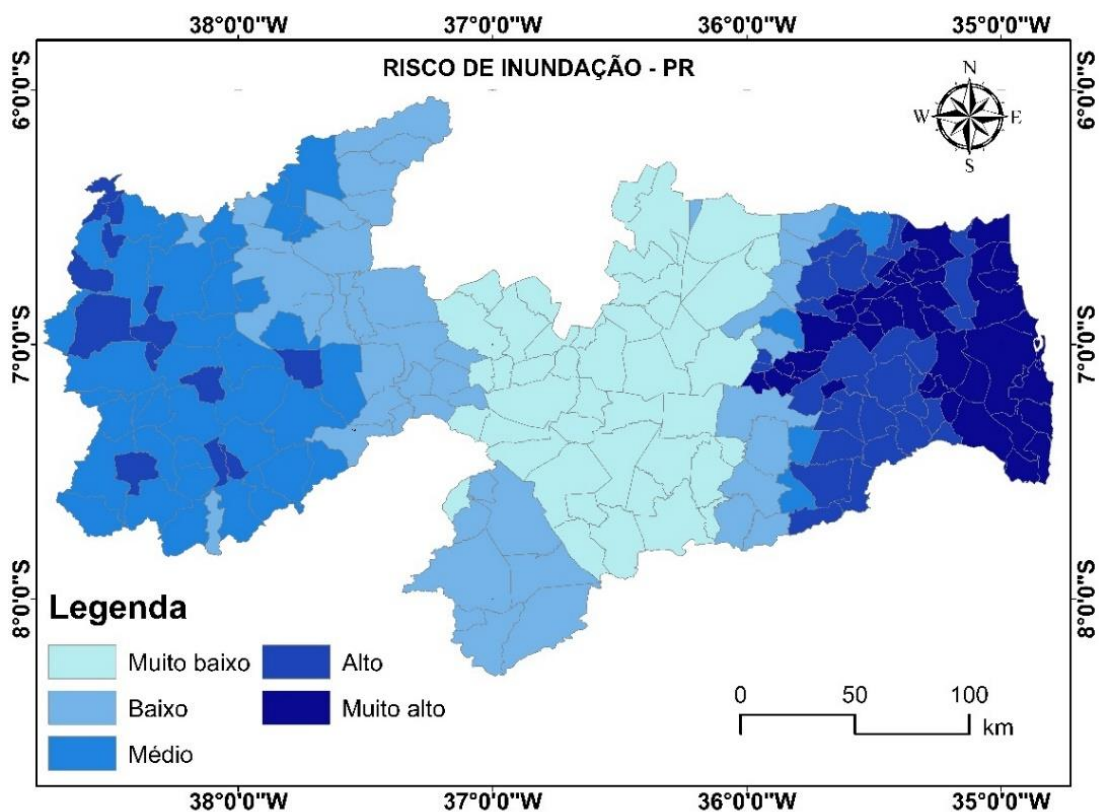 38°0'0"W 37°0'0"W 36°0'0"W 35°0'0"W
RISCO DE INUNDAÇÃO - PR
6°0'0"S 6°0'0"S
N
W E
S
7°0'0"S 7°0'0"S
8°0'0"S 8°0'0"S
Legenda
Muito baixo Alto
Baixo Muito alto
Médio
0 50 100
km
38°0'0"W 37°0'0"W 36°0'0"W 35°0'0"W